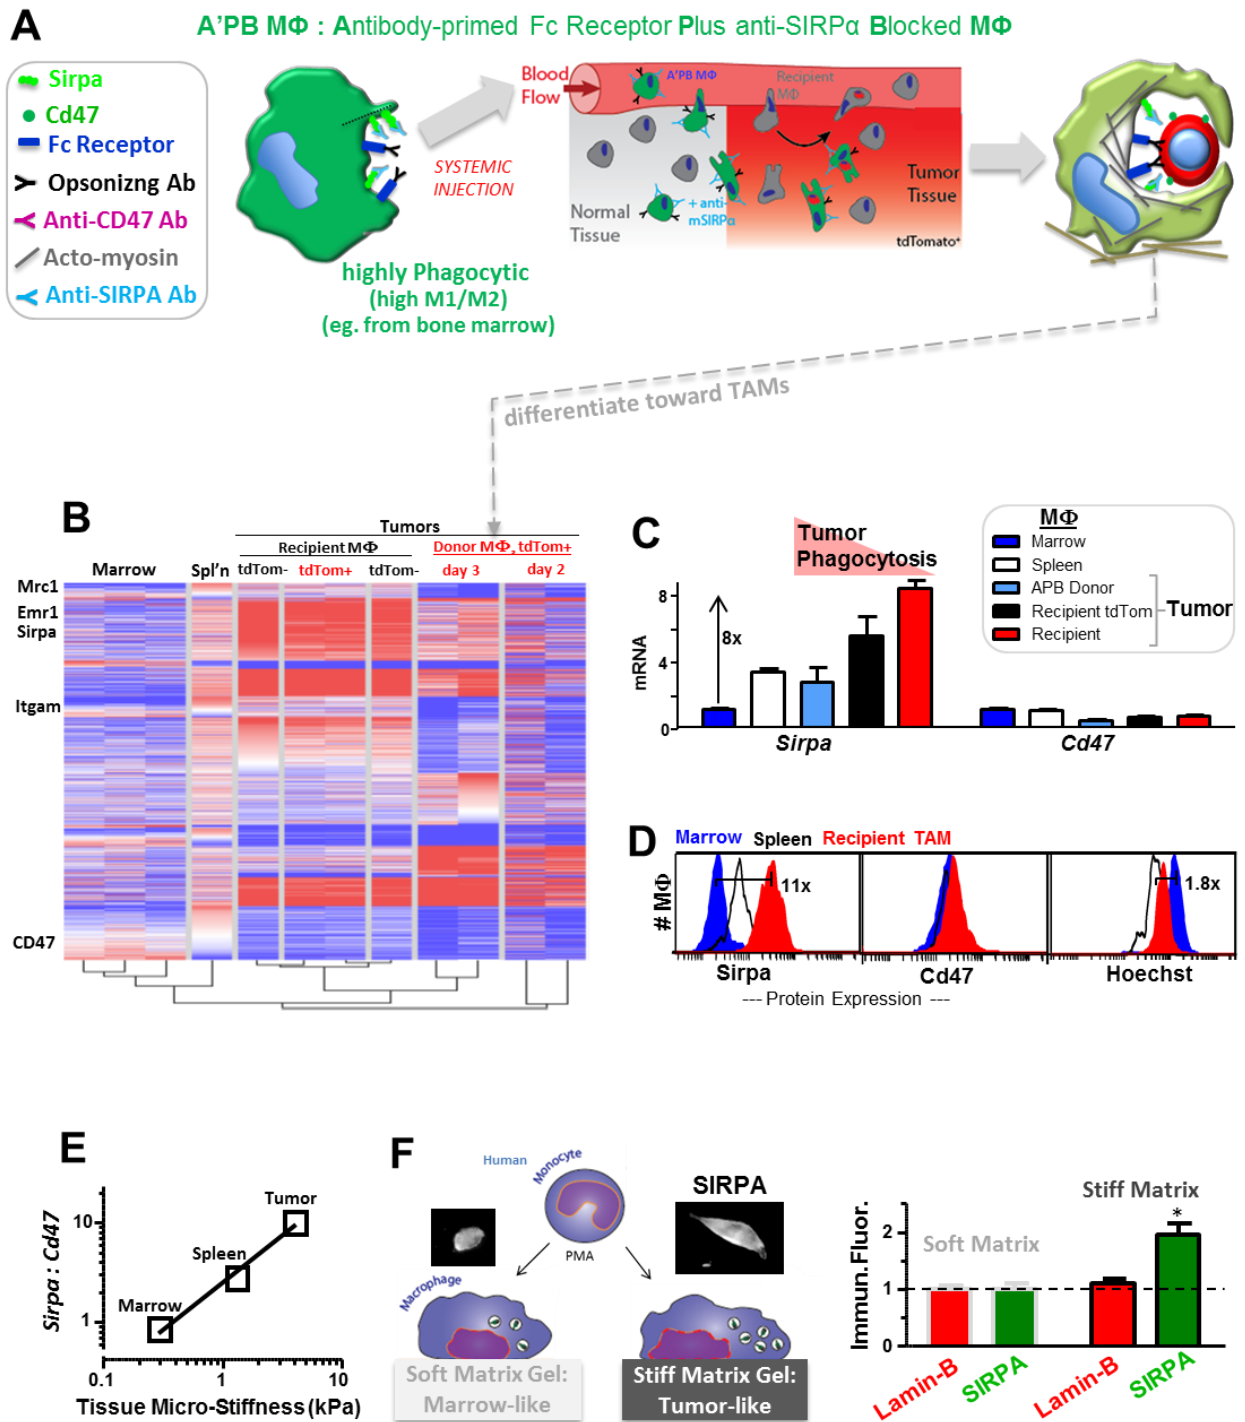 A
A'PB MΦ : Antibody-primed Fc Receptor Plus anti-SIRPα Blocked MΦ
Sirpa
Cd47
Fc Receptor
Opsonizng Ab
Anti-CD47 Ab
Acto-myosin
Anti-SIRPA Ab
highly Phagocytic
(high M1/M2)
(eg. from bone marrow)
SYSTEMIC
INJECTION
Blood
Flow
A'PB MΦ
Recipient
MΦ
+ anti-
mSIRPα
Normal
Tissue
Tumor
Tissue
tdTomato+
differentiate toward TAMs
B
Tumors
Recipient MΦ
Donor MΦ, tdTom+
Marrow
Spl'n
tdTom-
tdTom+
tdTom-
day 3
day 2
Mrc1
Emr1
Sirpa
Itgam
CD47
C
Tumor
Phagocytosis
mRNA
8
4
0
8x
Sirpa
Cd47
MΦ
Marrow
Spleen
APB Donor
Recipient tdTom
Recipient
Tumor
D
Marrow Spleen Recipient TAM
# MΦ
11x
1.8x
Sirpa
Cd47
Hoechst
--- Protein Expression ---
E
Sirpa : Cd47
10
1
Tumor
Spleen
Marrow
0.1
1
10
Tissue Micro-Stiffness (kPa)
F
Human
Monocyte
SIRPA
PMA
Macrophage
Soft Matrix Gel:
Marrow-like
Stiff Matrix Gel:
Tumor-like
Immun.Fluor.
2
1
0
Soft Matrix
Stiff Matrix
*
Lamin-B
SIRPA
Lamin-B
SIRPA